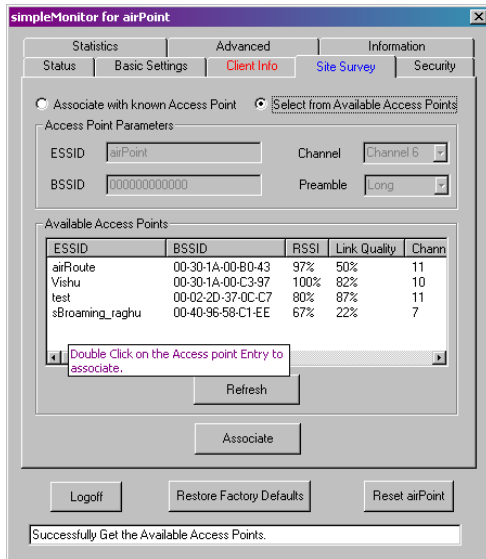 simpleMonitor for airPoint
Statistics Advanced Information
Status Basic Settings Client Info Site Survey Security
Associate with known Access Point Select from Available Access Points
Access Point Parameters
ESSID airPoint Channel Channel 6
BSSID 000000000000 Preamble Long
Available Access Points
ESSID BSSID RSSI Link Quality Chann
airRoute 00-30-1A-00-B0-43 97% 50% 11
Vishu 00-30-1A-00-C3-97 100% 82% 10
test 00-02-2D-37-0C-C7 80% 87% 11
sBroaming_raghu 00-40-96-58-C1-EE 67% 22% 7
Double Click on the Access point Entry to
associate.
Refresh
Associate
Logoff Restore Factory Defaults Reset airPoint
Successfully Get the Available Access Points.